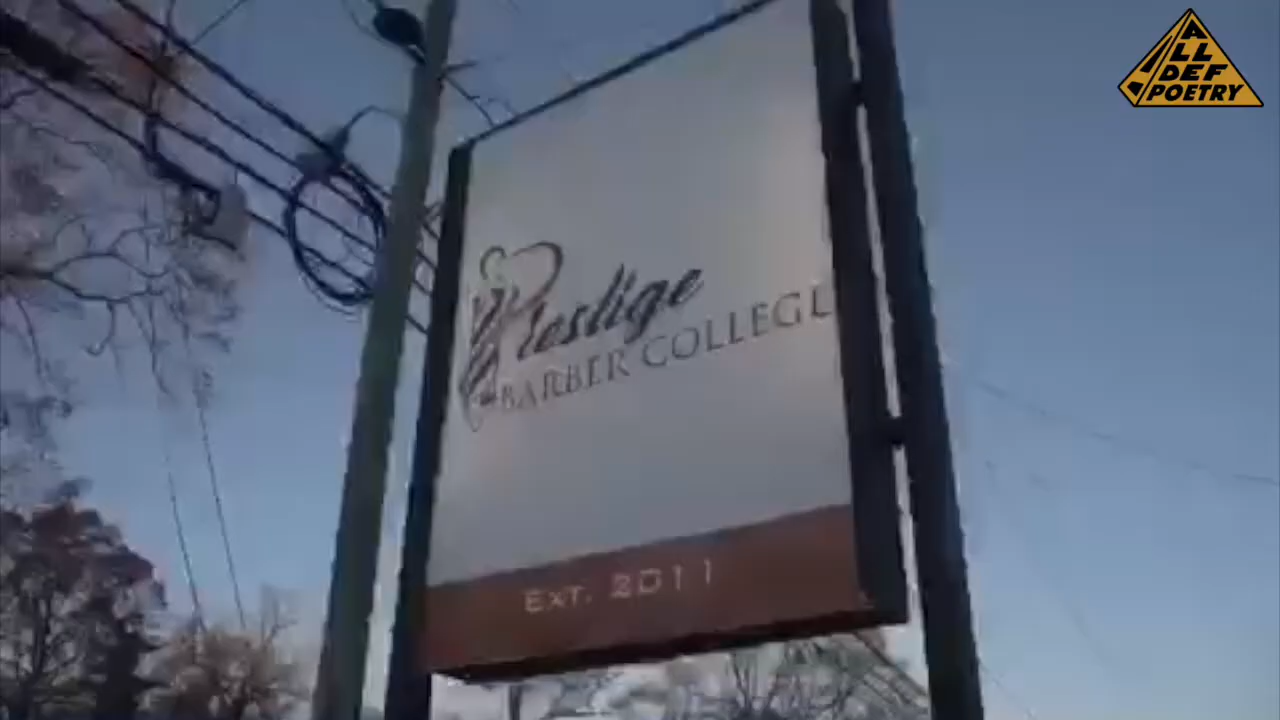 Prestige
BARBER COLLEGE
EXT. 2011
ALL
DEF
POETRY